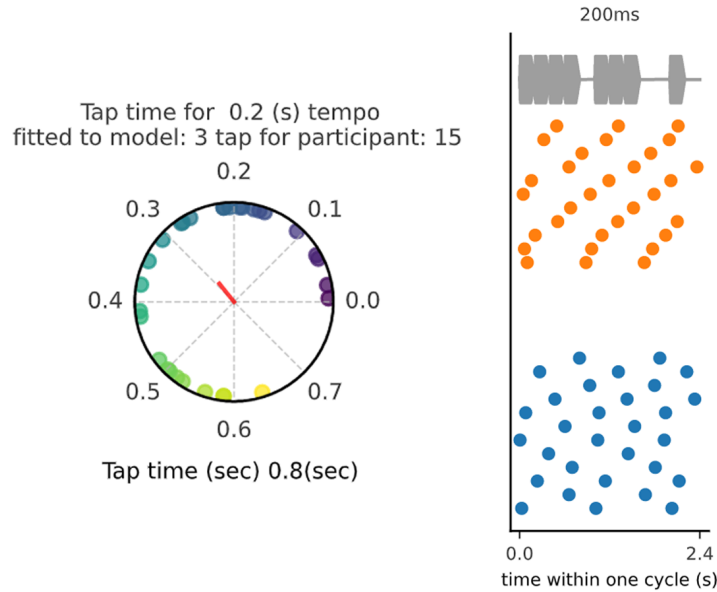 200ms
Tap time for  0.2 (s) tempo
fitted to model: 3 tap for participant: 15
0.2
0.3
0.1
0.4
0.0
0.5
0.7
0.6
Tap time (sec) 0.8(sec)
0.0
2.4
time within one cycle (s)